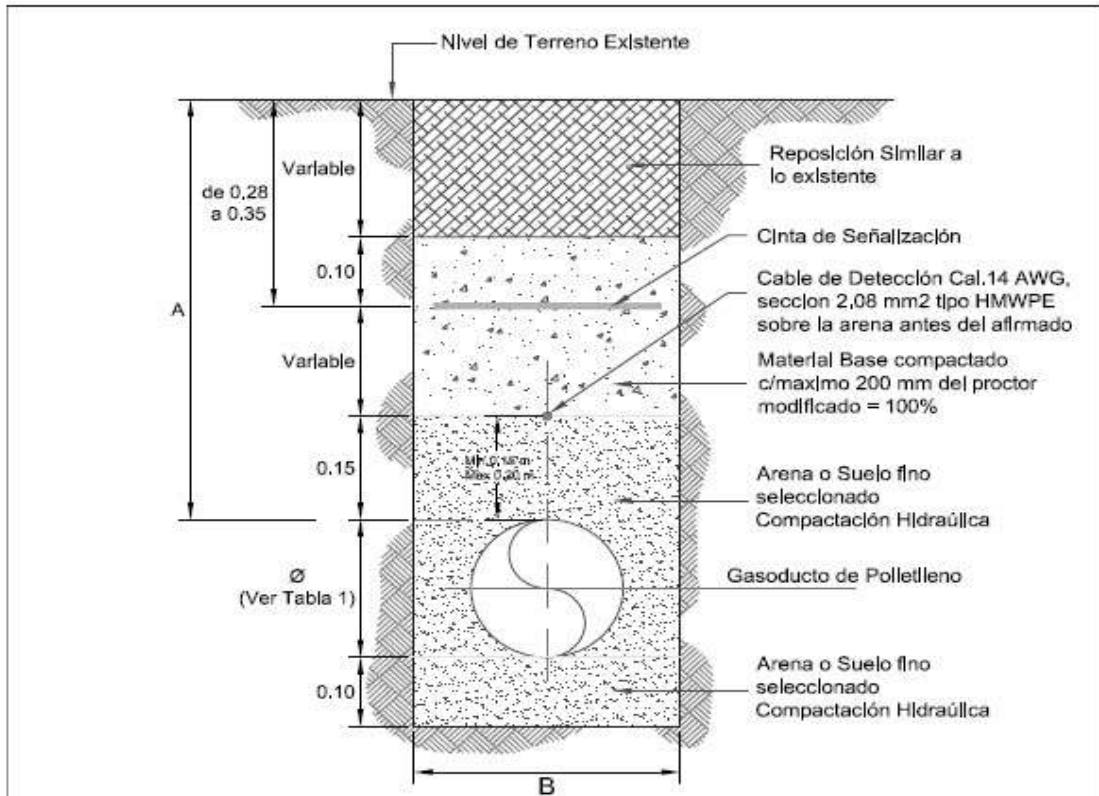 Nivel de Terreno Existente
Variable
de 0,28
a 0.35
Reposición Similar a
lo existente
Cinta de Señalización
0.10
Cable de Detección Cal.14 AWG,
seccion 2,08 mm2 tipo HMWPE
sobre la arena antes del afirmado
A
Variable
Material Base compactado
c/maximo 200 mm del proctor
modificado = 100%
0.15
Max 0,20 m
Arena o Suelo fino
seleccionado
Compactación Hidraúlica
Ø
(Ver Tabla 1)
Gasoducto de Polietileno
0.10
Arena o Suelo fino
seleccionado
Compactación Hidraúlica
B